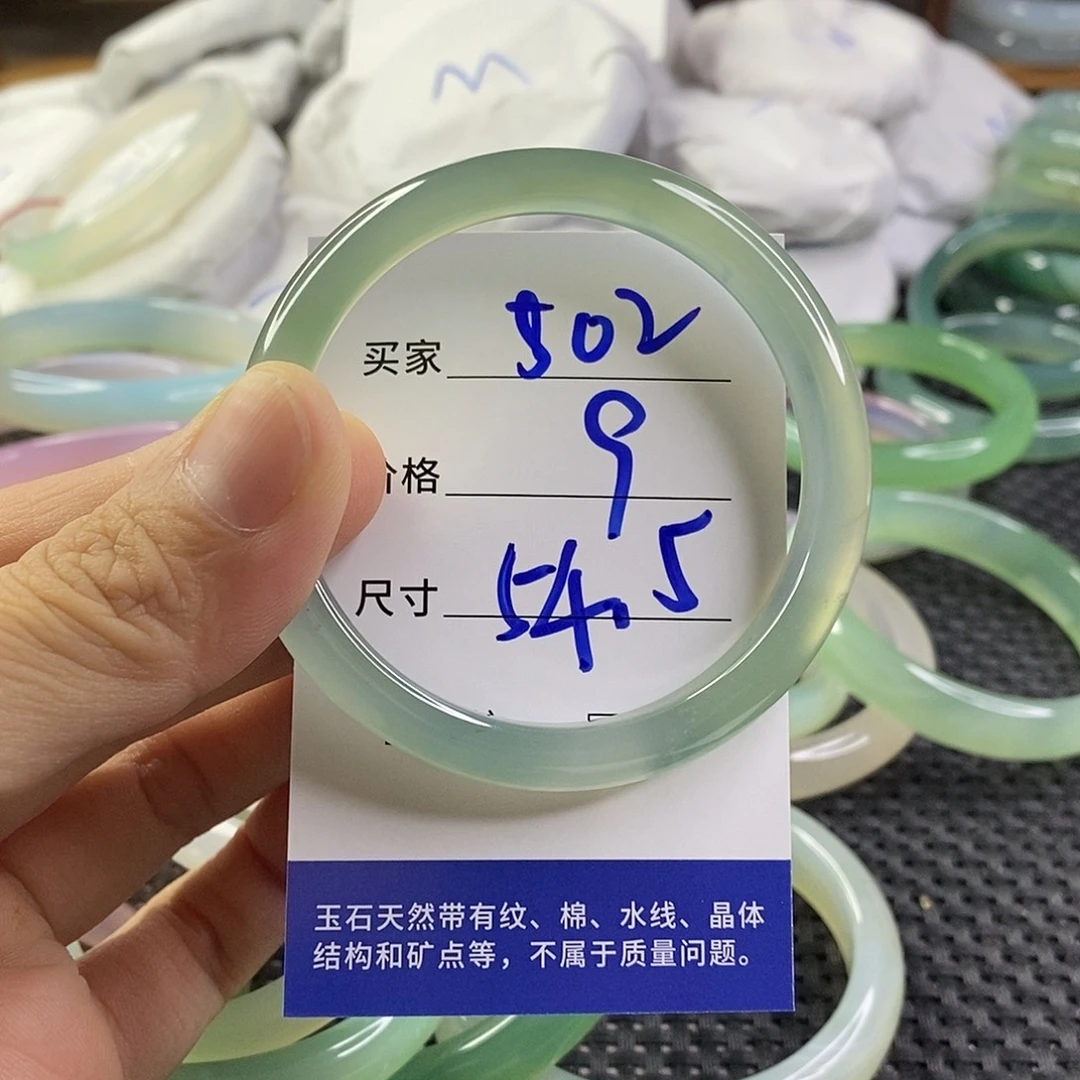 M
买家 502
价格 9
尺寸 54.5
玉石天然带有纹、棉、水线、晶体
结构和矿点等，不属于质量问题。